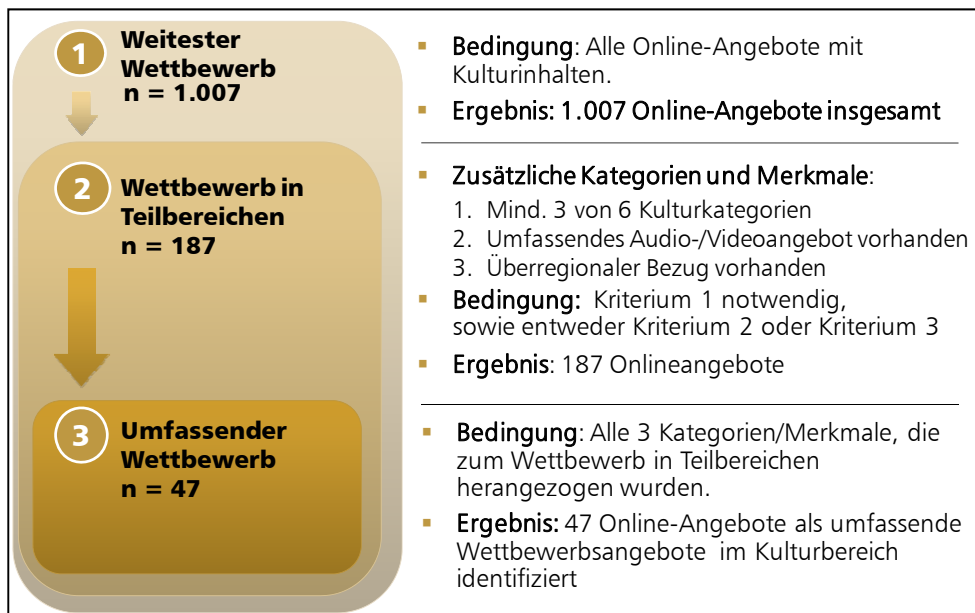 1
Weitester
Wettbewerb
n = 1.007
▪ Bedingung: Alle Online-Angebote mit
Kulturinhalten.
▪ Ergebnis: 1.007 Online-Angebote insgesamt
2
Wettbewerb in
Teilbereichen
n = 187
▪ Zusätzliche Kategorien und Merkmale:
1. Mind. 3 von 6 Kulturkategorien
2. Umfassendes Audio-/Videoangebot vorhanden
3. Überregionaler Bezug vorhanden
▪ Bedingung: Kriterium 1 notwendig,
sowie entweder Kriterium 2 oder Kriterium 3
▪ Ergebnis: 187 Onlineangebote
3
Umfassender
Wettbewerb
n = 47
▪ Bedingung: Alle 3 Kategorien/Merkmale, die
zum Wettbewerb in Teilbereichen
herangezogen wurden.
▪ Ergebnis: 47 Online-Angebote als umfassende
Wettbewerbsangebote im Kulturbereich
identifiziert